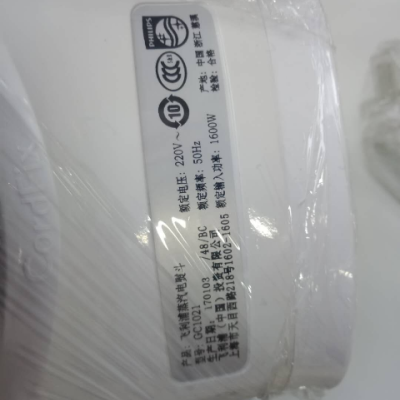 PHILIPS
10
产品: 飞利浦蒸汽电熨斗
型号: GC1021 /48/BC
生产日期: 170103
飞利浦（中国）投资有限公司
上海市天目西路218号1602-1605
额定电压: 220V～
额定频率: 50Hz
额定输入功率: 1600W
产地: 中国 浙江 慈溪
检验: 合格